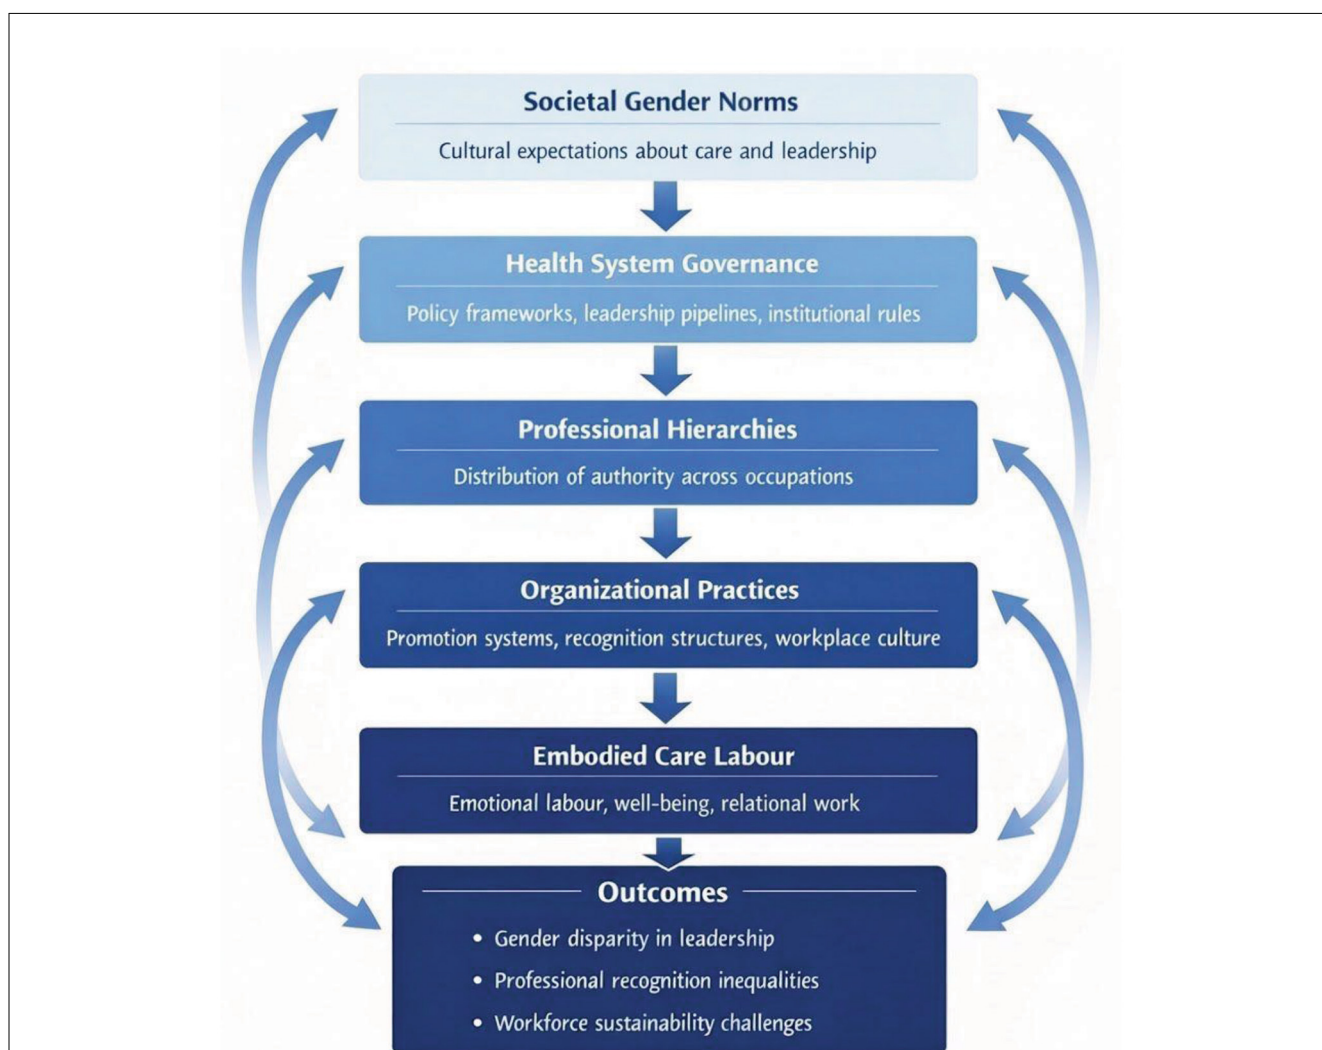 Societal Gender Norms
Cultural expectations about care and leadership
Health System Governance
Policy frameworks, leadership pipelines, institutional rules
Professional Hierarchies
Distribution of authority across occupations
Organizational Practices
Promotion systems, recognition structures, workplace culture
Embodied Care Labour
Emotional labour, well-being, relational work
Outcomes
• Gender disparity in leadership
• Professional recognition inequalities
• Workforce sustainability challenges